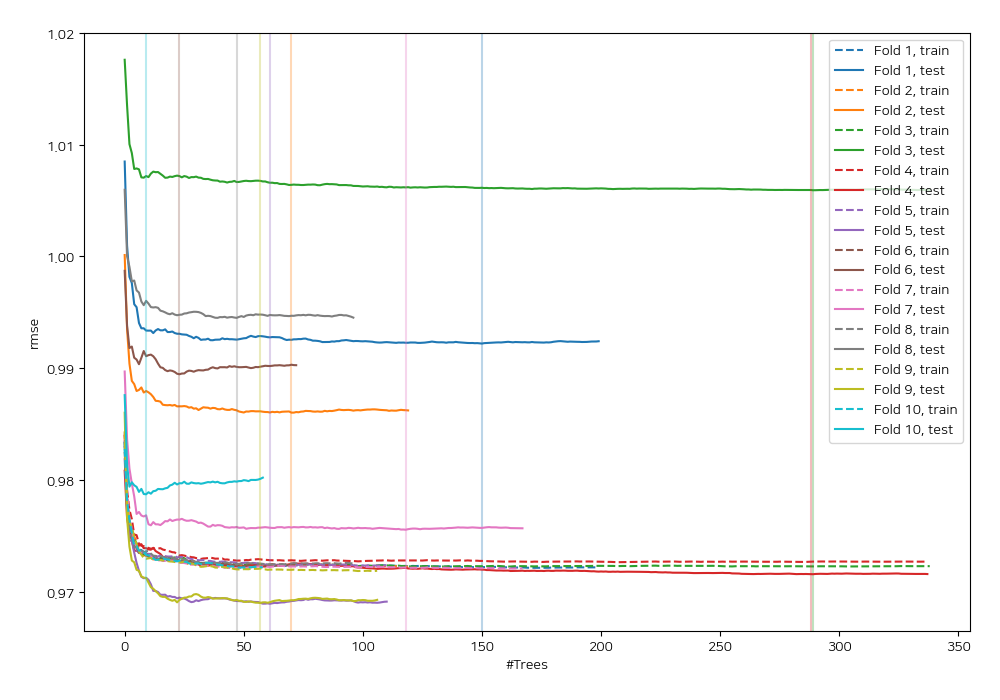 1,02
1,01
1,00
0,99
0,98
0,97
rmse
0
50
100
150
200
250
300
350
#Trees
Fold 1, train
Fold 1, test
Fold 2, train
Fold 2, test
Fold 3, train
Fold 3, test
Fold 4, train
Fold 4, test
Fold 5, train
Fold 5, test
Fold 6, train
Fold 6, test
Fold 7, train
Fold 7, test
Fold 8, train
Fold 8, test
Fold 9, train
Fold 9, test
Fold 10, train
Fold 10, test